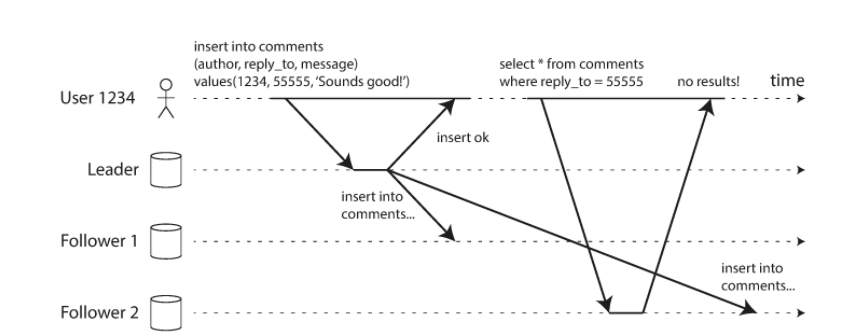 insert into comments
(author, reply_to, message)
values(1234, 55555, ‘Sounds good!’)
select * from comments
where reply_to = 55555
no results!
time
User 1234
insert ok
Leader
insert into
comments...
Follower 1
insert into
comments...
Follower 2